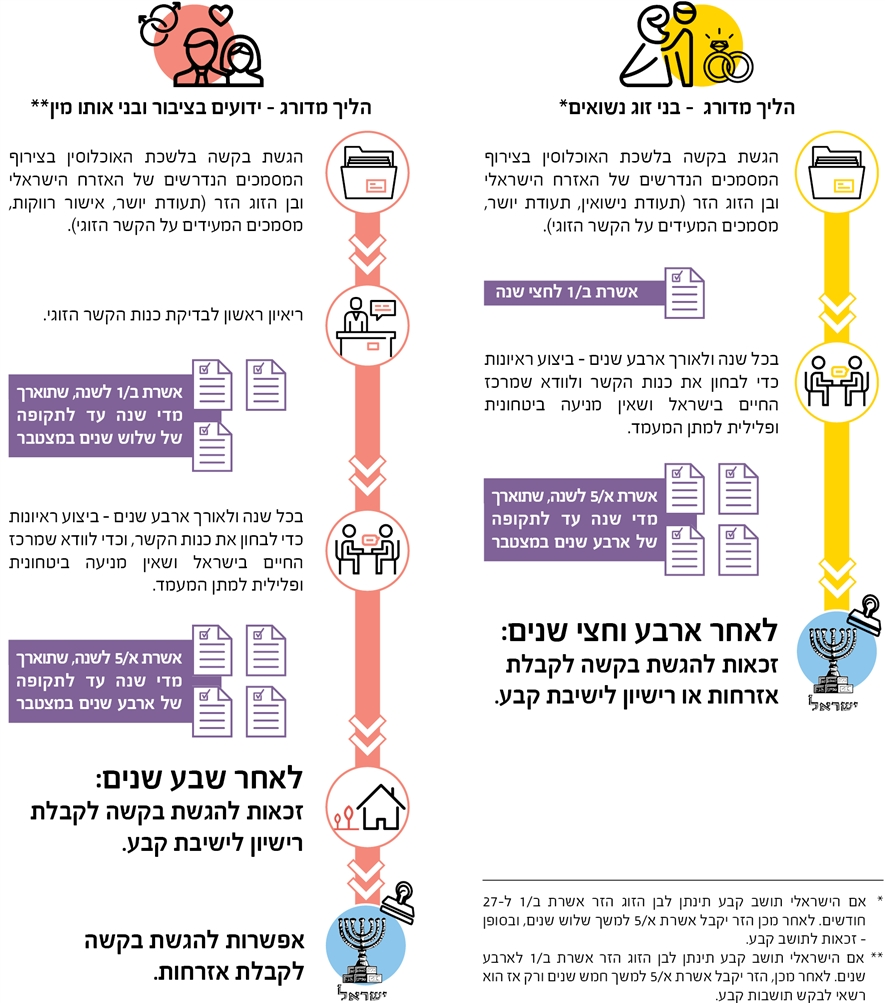 הליך מדורג - בני זוג נשואים*
הגשת בקשה בלשכת האוכלוסין בצירוף
המסמכים הנדרשים של האזרח הישראלי
ובן הזוג הזר (תעודת נישואין, תעודת יושר,
מסמכים המעידים על הקשר הזוגי).
אשרת ב/1 לחצי שנה
בכל שנה ולאורך ארבע שנים - ביצוע ראיונות
כדי לבחון את כנות הקשר ולוודא שמרכז
החיים בישראל ושאין מניעה ביטחונית
ופלילית למתן המעמד.
אשרת א/5 לשנה, שתוארך
מדי שנה עד לתקופה
של ארבע שנים במצטבר
לאחר ארבע וחצי שנים:
זכאות להגשת בקשה לקבלת
אזרחות או רישיון לישיבת קבע.
ישראל
* אם הישראלי תושב קבע תינתן לבן הזוג הזר אשרת ב/1 ל-27
חודשים. לאחר מכן הזר יקבל אשרת א/5 למשך שלוש שנים, ובסופן
- זכאות לתושב קבע.
** אם הישראלי תושב קבע תינתן לבן הזוג הזר אשרת ב/1 לארבע
שנים. לאחר מכן, הזר יקבל אשרת א/5 למשך חמש שנים ורק אז הוא
רשאי לבקש תושבות קבע.
הליך מדורג - ידועים בציבור ובני אותו מין**
הגשת בקשה בלשכת האוכלוסין בצירוף
המסמכים הנדרשים של האזרח הישראלי
ובן הזוג הזר (תעודת יושר, אישור רווקות,
מסמכים המעידים על הקשר הזוגי).
ריאיון ראשון לבדיקת כנות הקשר הזוגי.
אשרת ב/1 לשנה, שתוארך
מדי שנה עד לתקופה
של שלוש שנים במצטבר
בכל שנה ולאורך ארבע שנים - ביצוע ראיונות
כדי לבחון את כנות הקשר, וכדי לוודא שמרכז
החיים בישראל ושאין מניעה ביטחונית
ופלילית למתן המעמד.
אשרת א/5 לשנה, שתוארך
מדי שנה עד לתקופה
של ארבע שנים במצטבר
לאחר שבע שנים:
זכאות להגשת בקשה לקבלת
רישיון לישיבת קבע.
אפשרות להגשת בקשה
לקבלת אזרחות.
ישראל